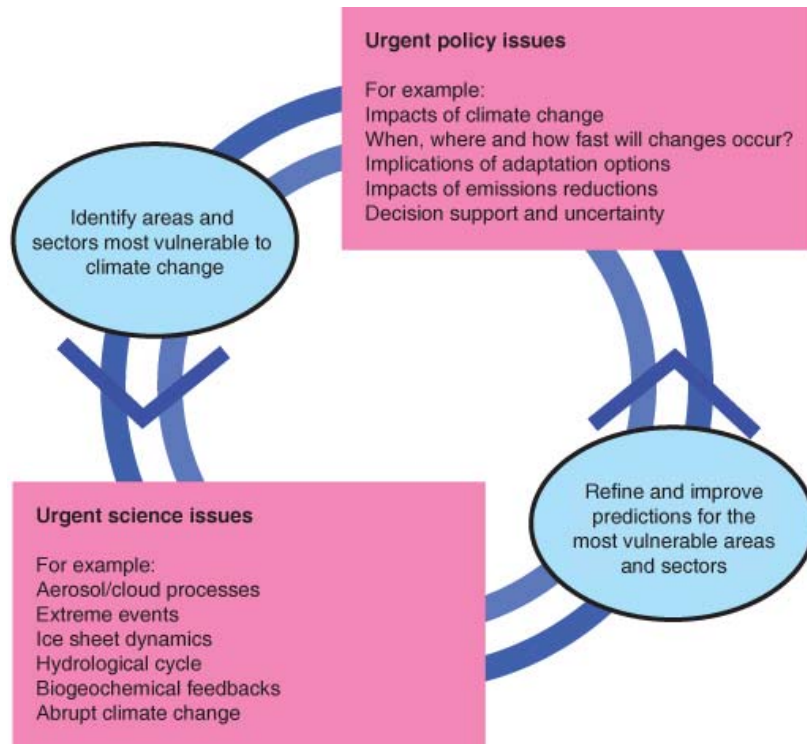 Urgent policy issues
For example:
Impacts of climate change
When, where and how fast will changes occur?
Implications of adaptation options
Impacts of emissions reductions
Decision support and uncertainty
Identify areas and
sectors most vulnerable to
climate change
Refine and improve
predictions for the
most vulnerable areas
and sectors
Urgent science issues
For example:
Aerosol/cloud processes
Extreme events
Ice sheet dynamics
Hydrological cycle
Biogeochemical feedbacks
Abrupt climate change